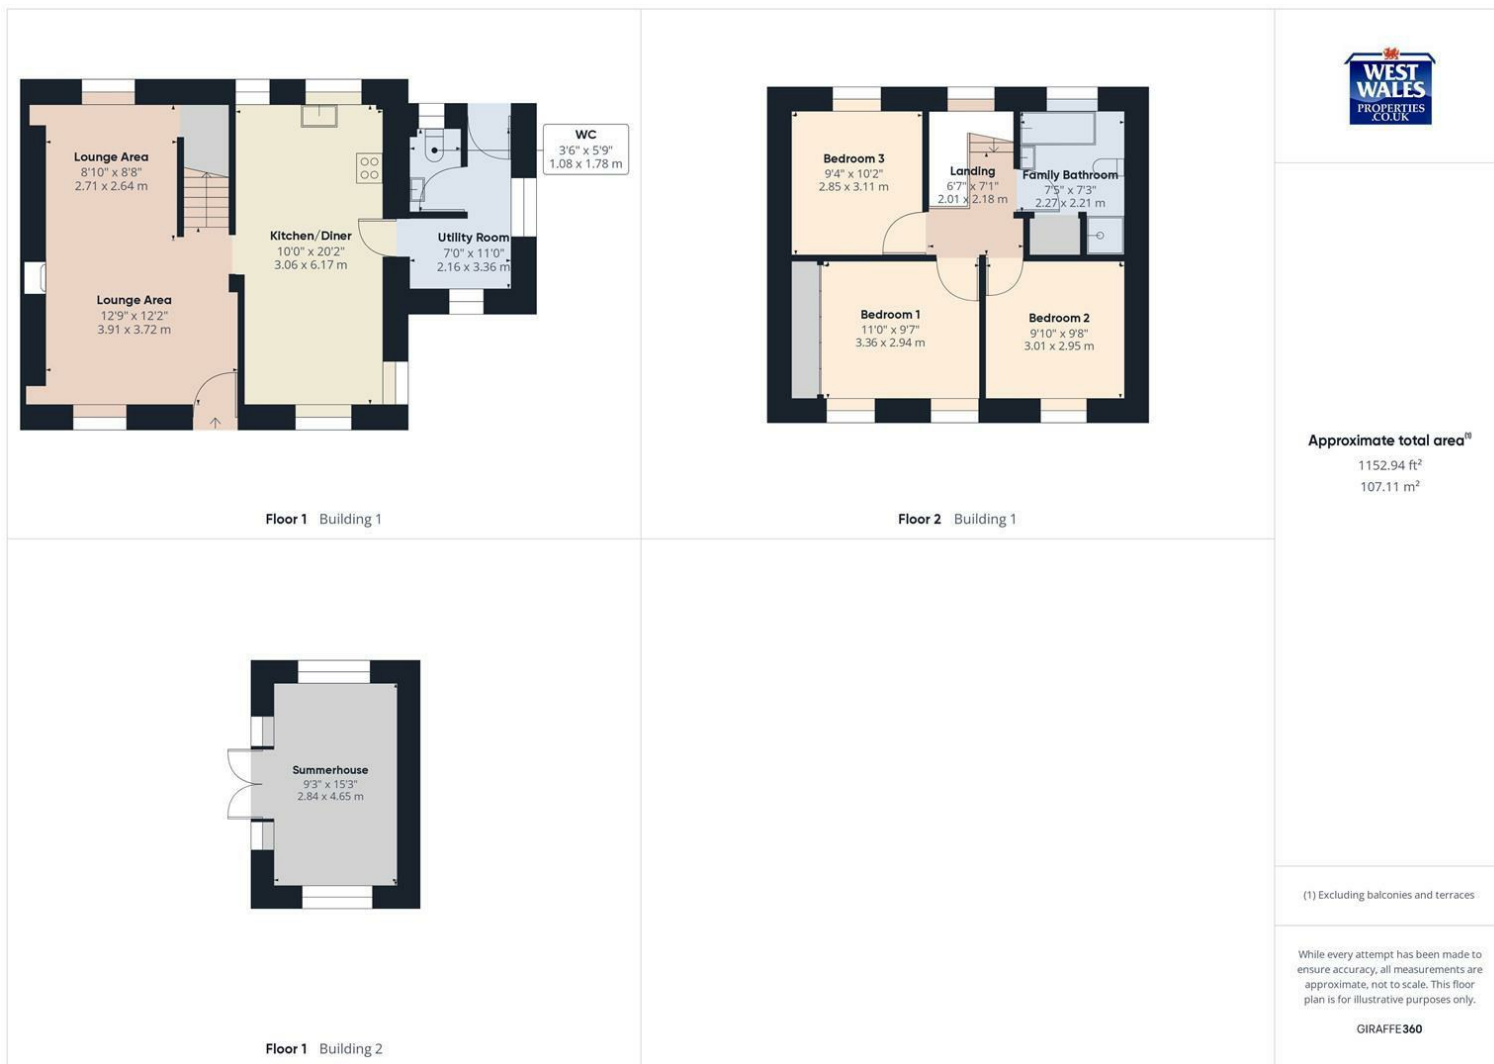 Lounge Area
8'10" x 8'8"
2.71 x 2.64 m
Lounge Area
12'9" x 12'2"
3.91 x 3.72 m
Kitchen/Diner
10'0" x 20'2"
3.06 x 6.17 m
WC
3'6" x 5'9"
1.08 x 1.78 m
Utility Room
7'0" x 11'0"
2.16 x 3.36 m
Floor 1 Building 1
Bedroom 3
9'4" x 10'2"
2.85 x 3.11 m
Landing
6'7" x 7'1"
2.01 x 2.18 m
Family Bathroom
7'5" x 7'3"
2.27 x 2.21 m
Bedroom 1
11'0" x 9'7"
3.36 x 2.94 m
Bedroom 2
9'10" x 9'8"
3.01 x 2.95 m
Floor 2 Building 1
Summerhouse
9'3" x 15'3"
2.84 x 4.65 m
Floor 1 Building 2
WEST
WALES
PROPERTIES
.CO.UK
Approximate total area(1)
1152.94 ft²
107.11 m²
(1) Excluding balconies and terraces
While every attempt has been made to
ensure accuracy, all measurements are
approximate, not to scale. This floor
plan is for illustrative purposes only.
GIRAFFE360